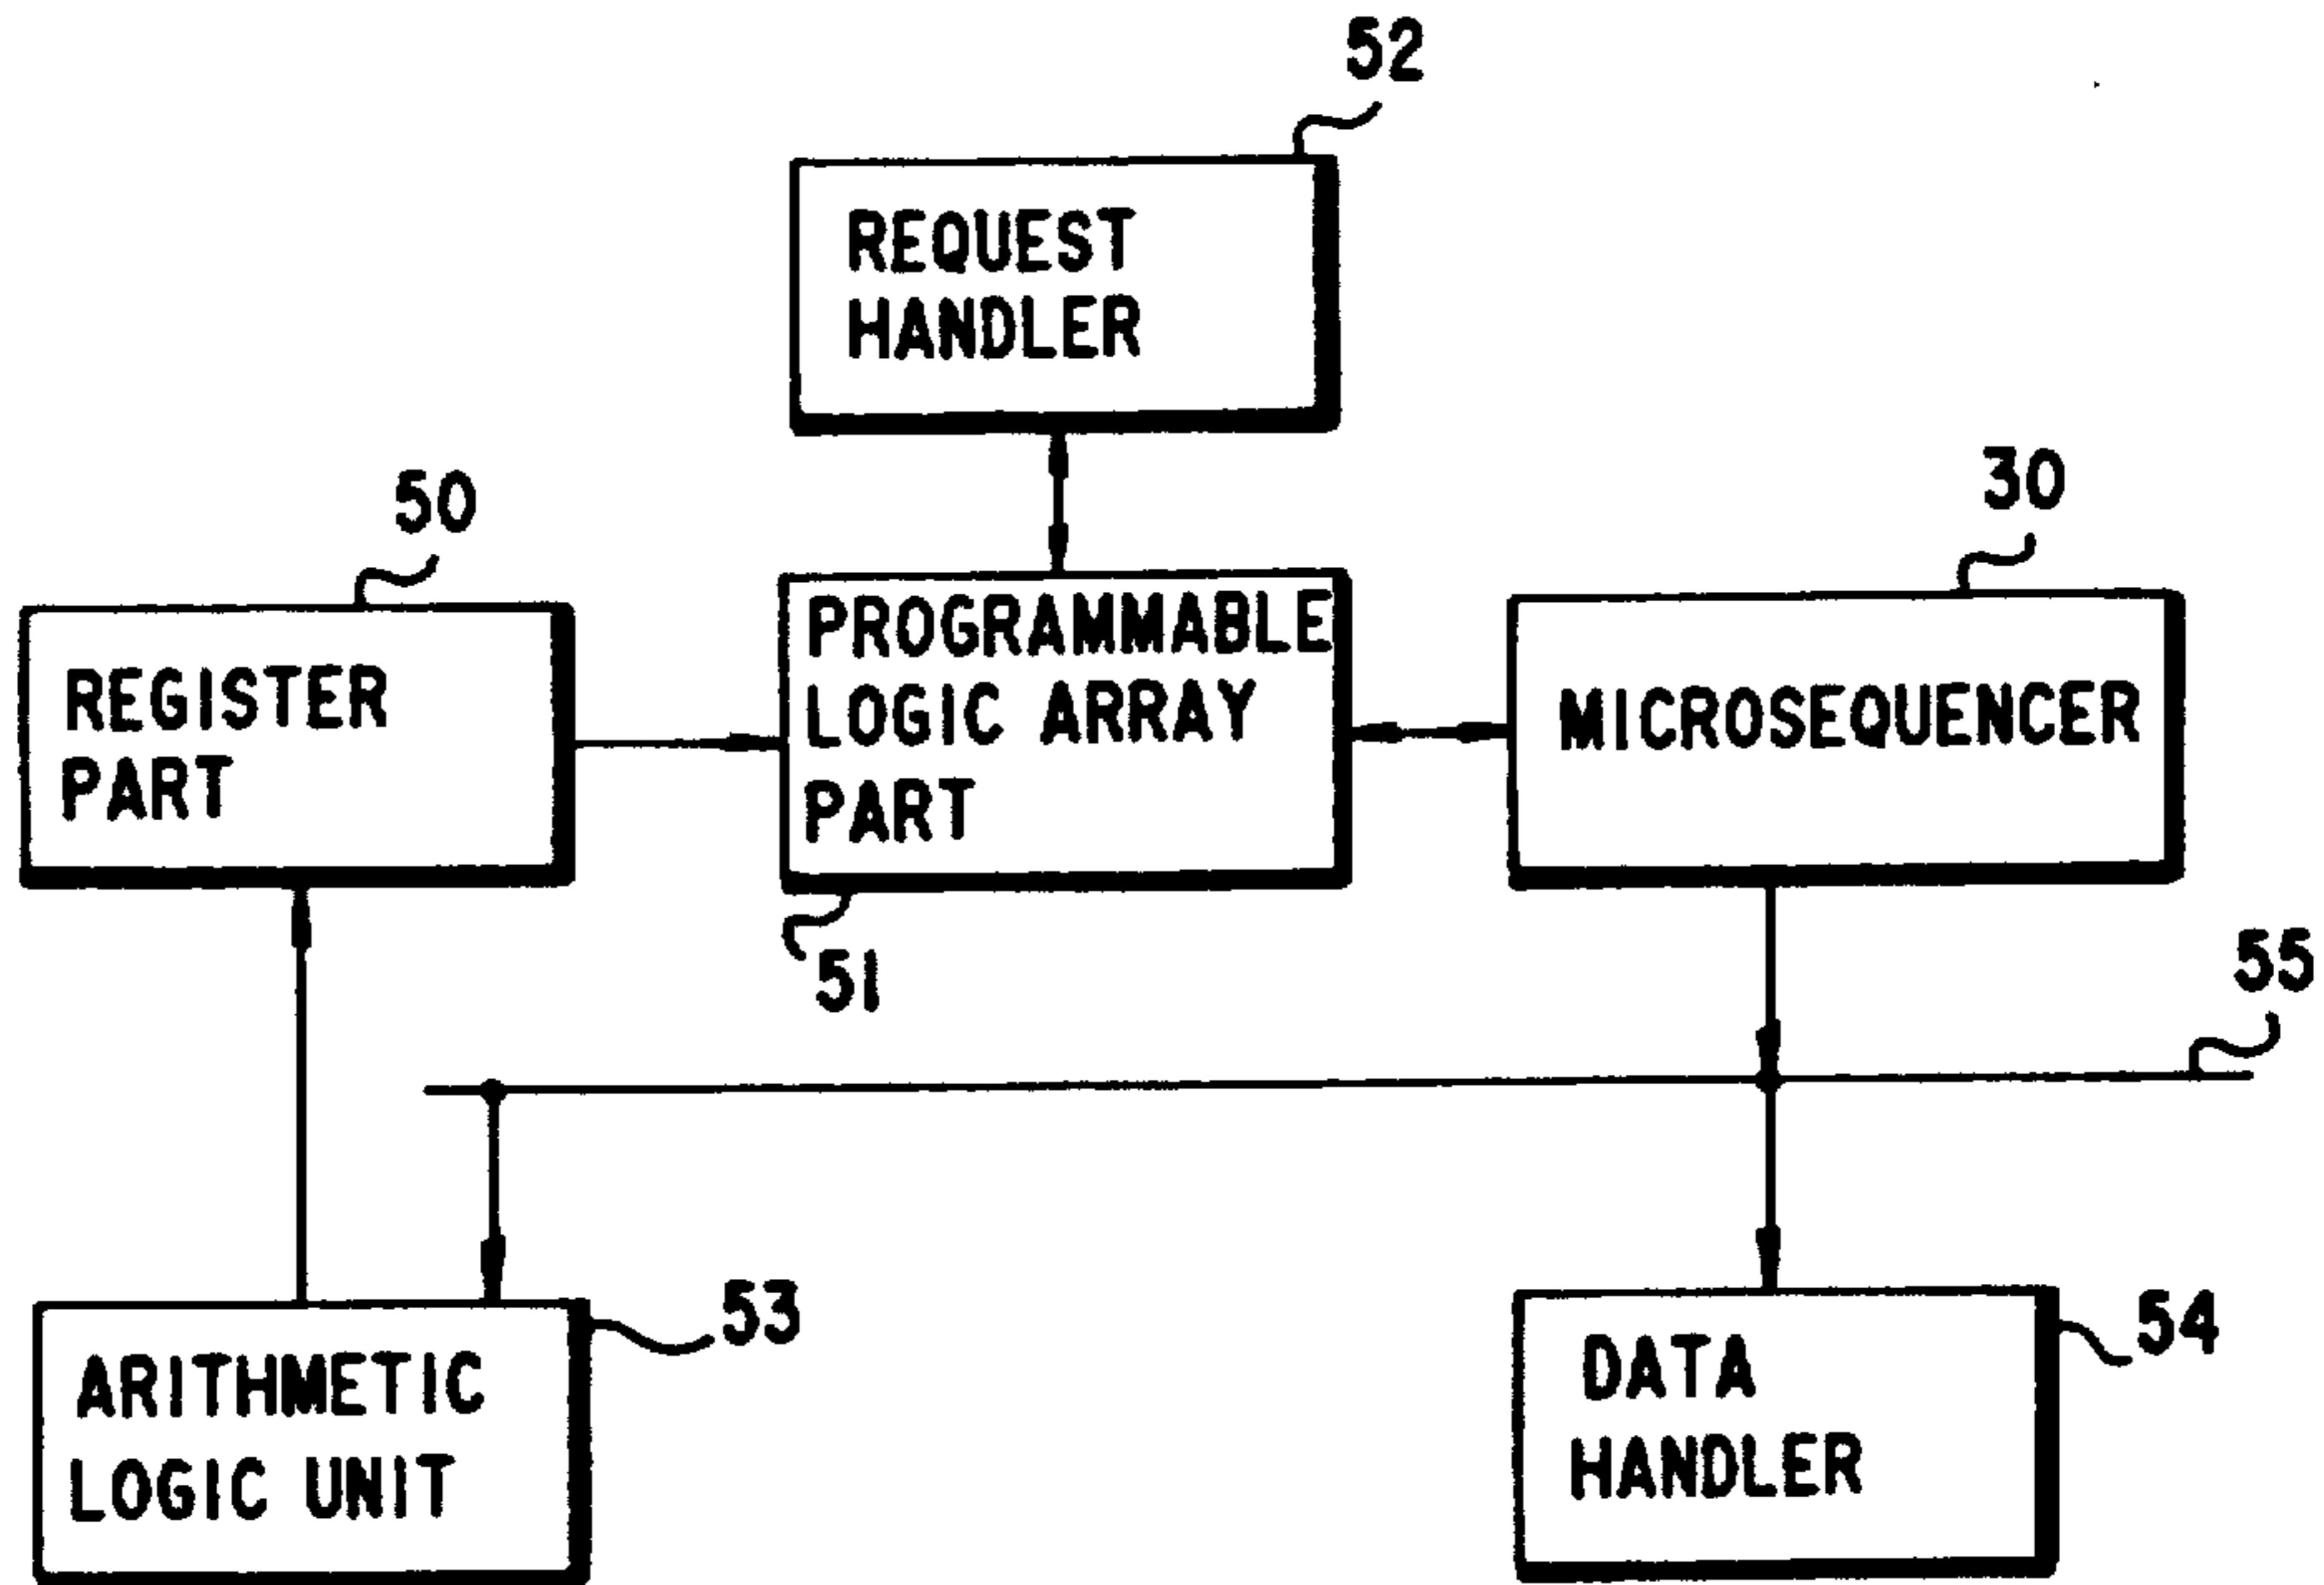 52
REQUEST
HANDLER
50
30
REGISTER
PART
PROGRAMMABLE
LOGIC ARRAY
PART
MICROSEQUENCER
51
55
53
54
ARITHMETIC
LOGIC UNIT
DATA
HANDLER